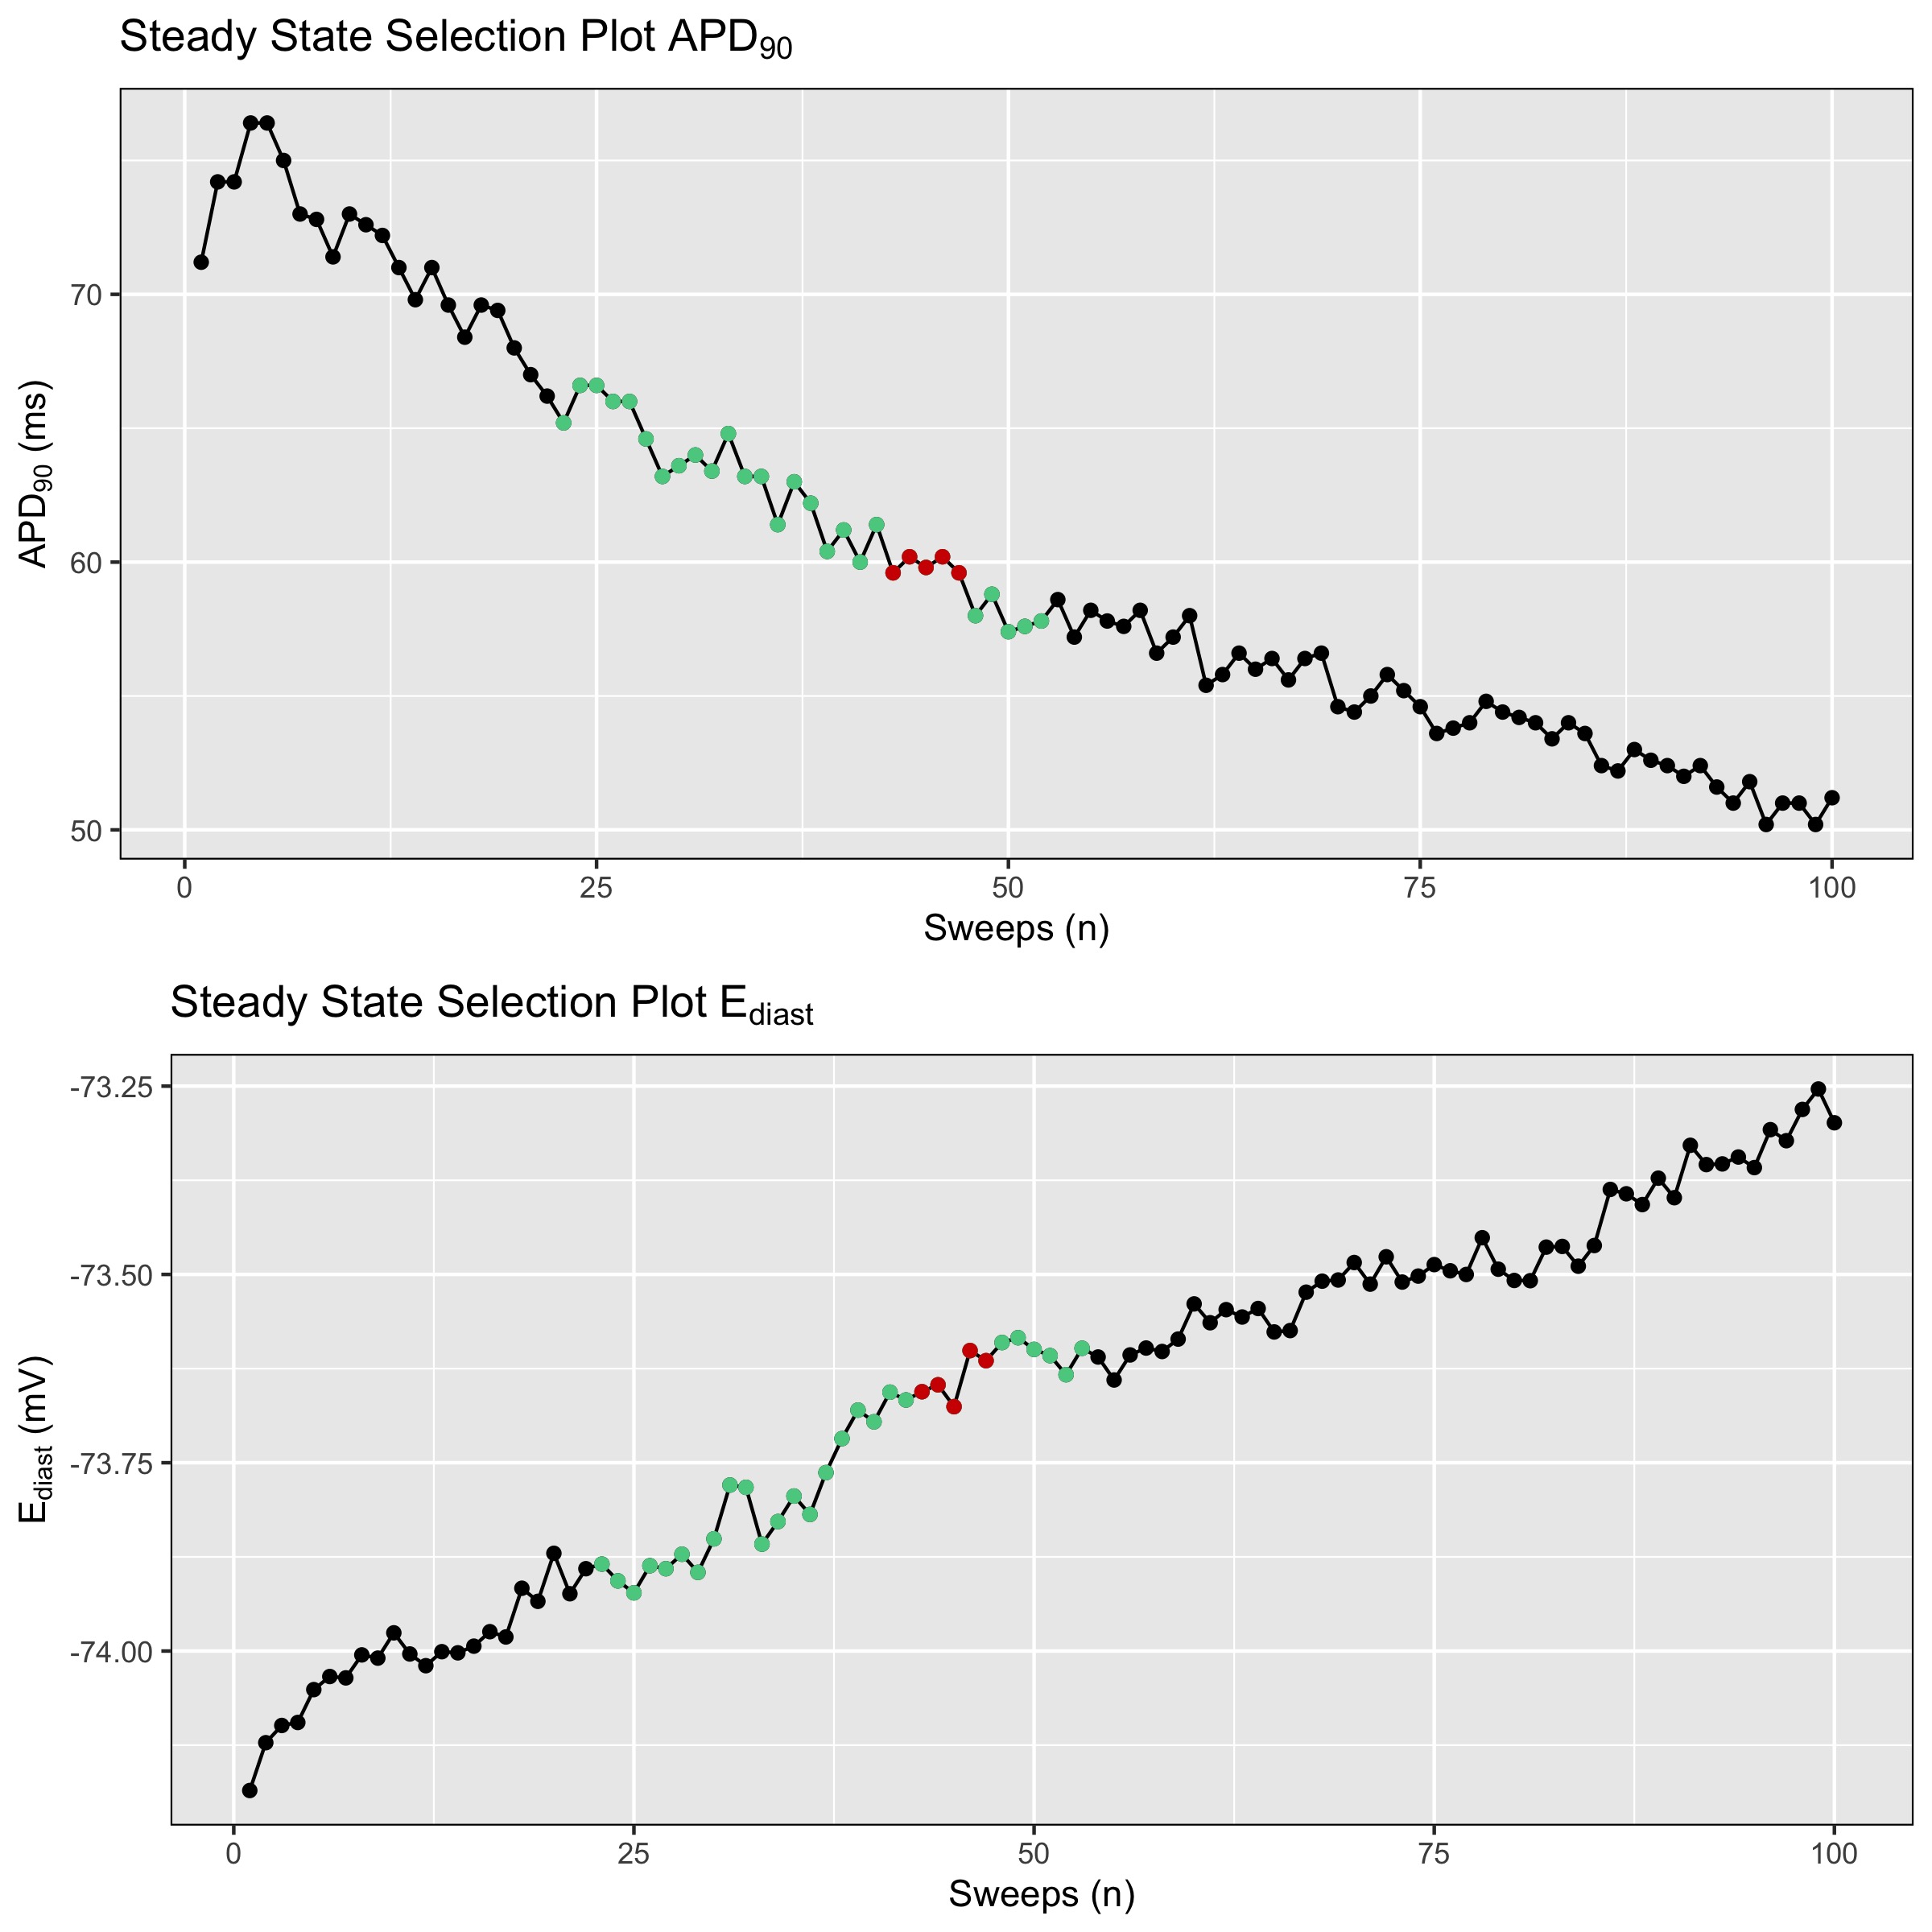 Steady State Selection Plot APD90
APD90 (ms)
70
60
50
0 25 50 75 100
Sweeps (n)
Steady State Selection Plot Ediast
Ediast (mV)
-73.25
-73.50
-73.75
-74.00
0 25 50 75 100
Sweeps (n)